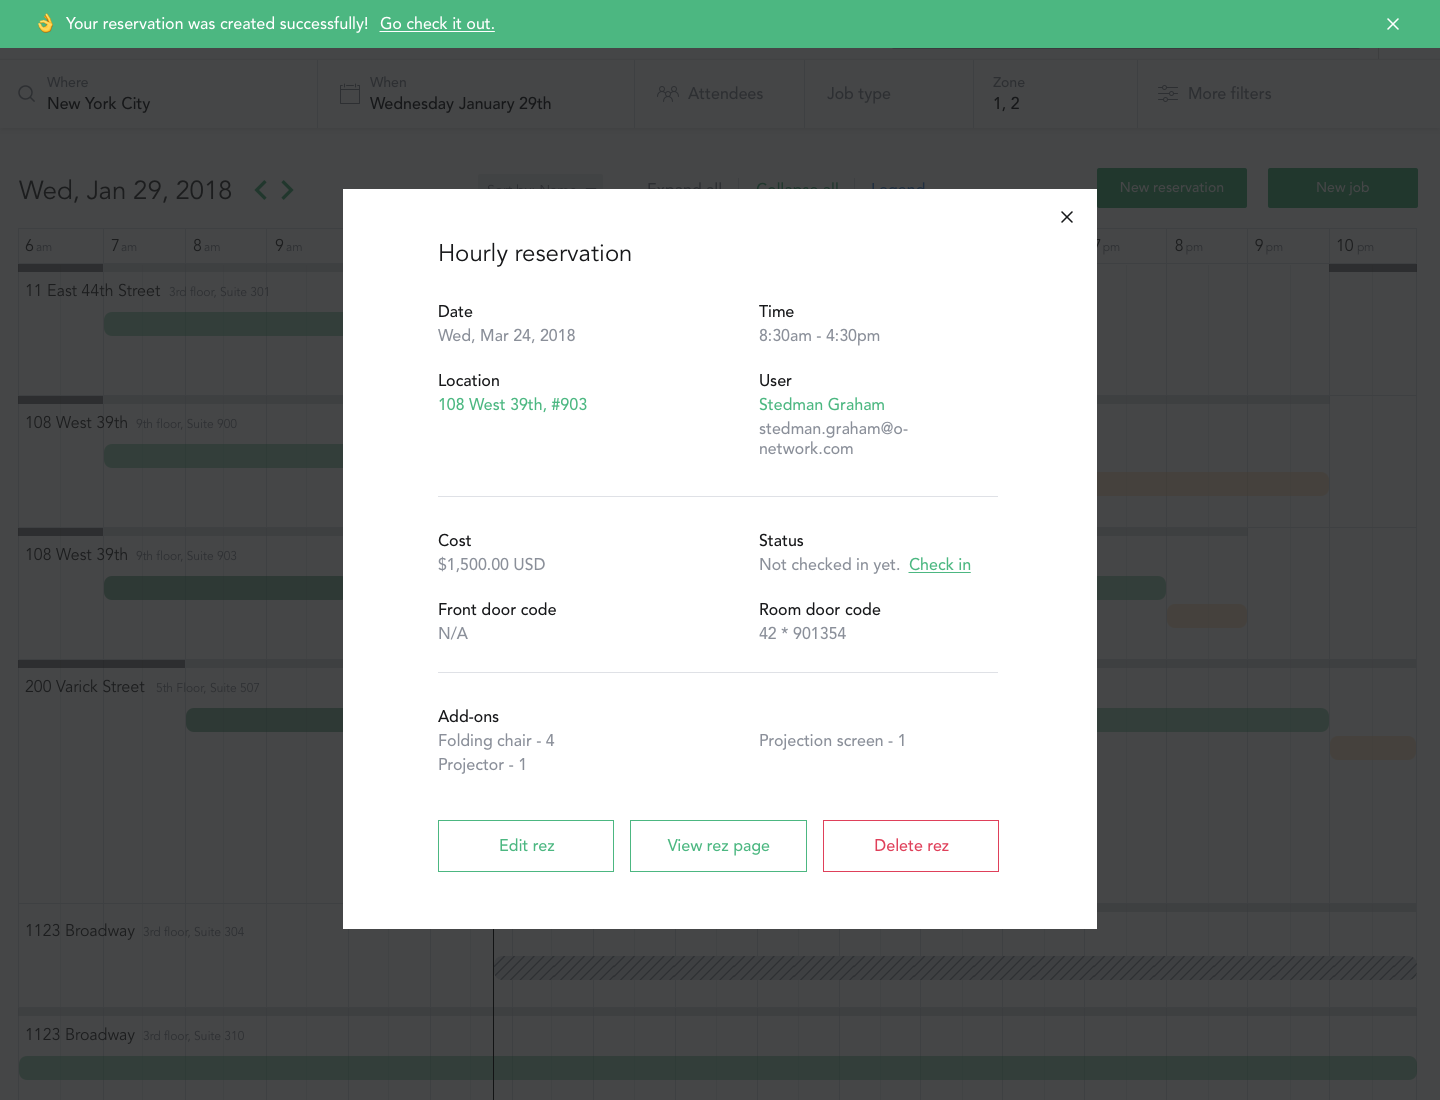 Your reservation was created successfully! Go check it out.
Where
New York City
When
Wednesday January 29th
Attendees
Job type
Zone
1, 2
More filters
Wed, Jan 29, 2018
Expand all
Collapse all
Legend
New reservation
New job
6 am
7 am
8 am
9 am
7 pm
8 pm
9 pm
10 pm
11 East 44th Street 3rd floor, Suite 301
108 West 39th 9th floor, Suite 900
108 West 39th 9th floor, Suite 903
200 Varick Street 5th Floor, Suite 507
1123 Broadway 3rd floor, Suite 304
1123 Broadway 3rd floor, Suite 310
Hourly reservation
Date
Wed, Mar 24, 2018
Time
8:30am - 4:30pm
Location
108 West 39th, #903
User
Stedman Graham
stedman.graham@o-
network.com
Cost
$1,500.00 USD
Status
Not checked in yet. Check in
Front door code
N/A
Room door code
42 * 901354
Add-ons
Folding chair - 4
Projection screen - 1
Projector - 1
Edit rez
View rez page
Delete rez